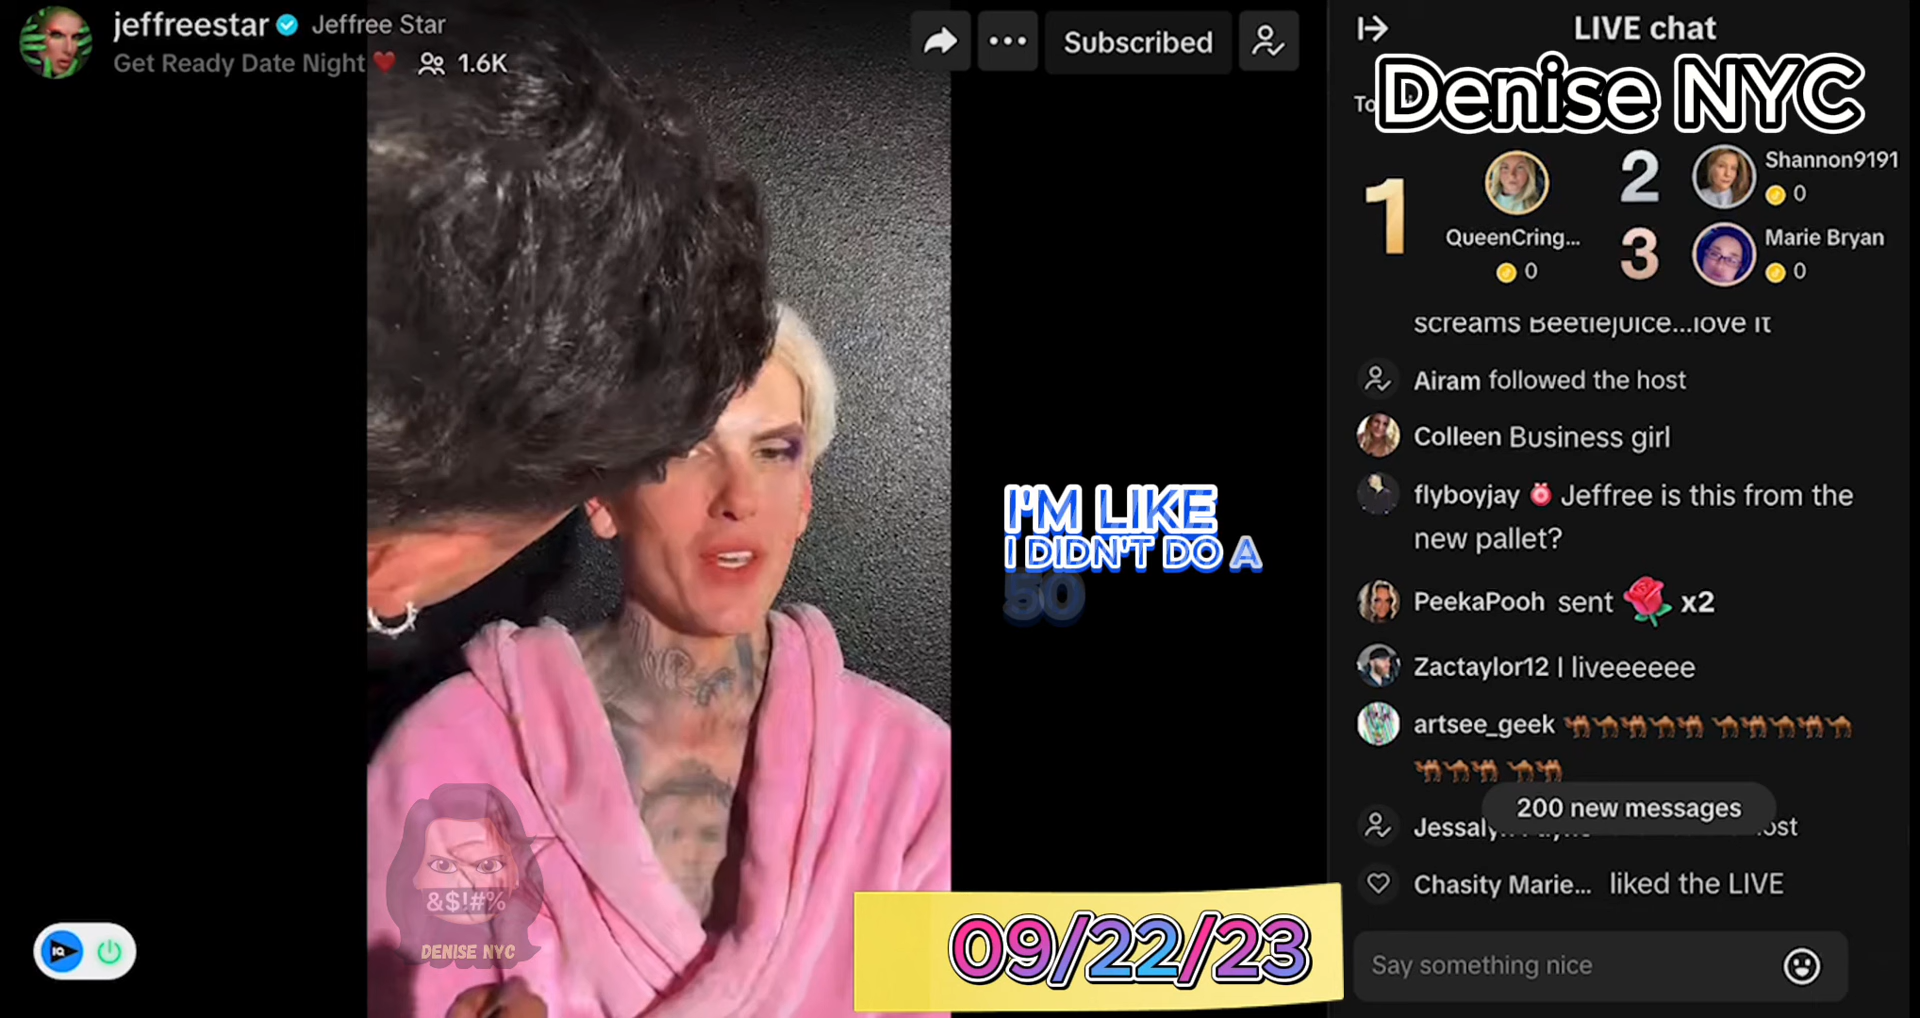 jeffreestar Jeffree Star
Get Ready Date Night ♥ 1.6K
Subscribed
LIVE chat
Denise NYC
To
1
QueenCring...
0
2
Shannon9191
0
3
Marie Bryan
0
screams Beetlejuice...love it
Airam followed the host
Colleen Business girl
flyboyjay Jeffree is this from the
new pallet?
PeekaPooh sent x2
Zactaylor12 I liveeeeee
artsee_geek 🐫🐪🐫🐪🐫 🐪🐫🐪🐫🐪
🐫🐪🐫 🐪🐫
200 new messages
Chasity Marie... liked the LIVE
Say something nice
I'M LIKE
I DIDN'T DO A
50
&$!#%
DENISE NYC
IQ
09/22/23